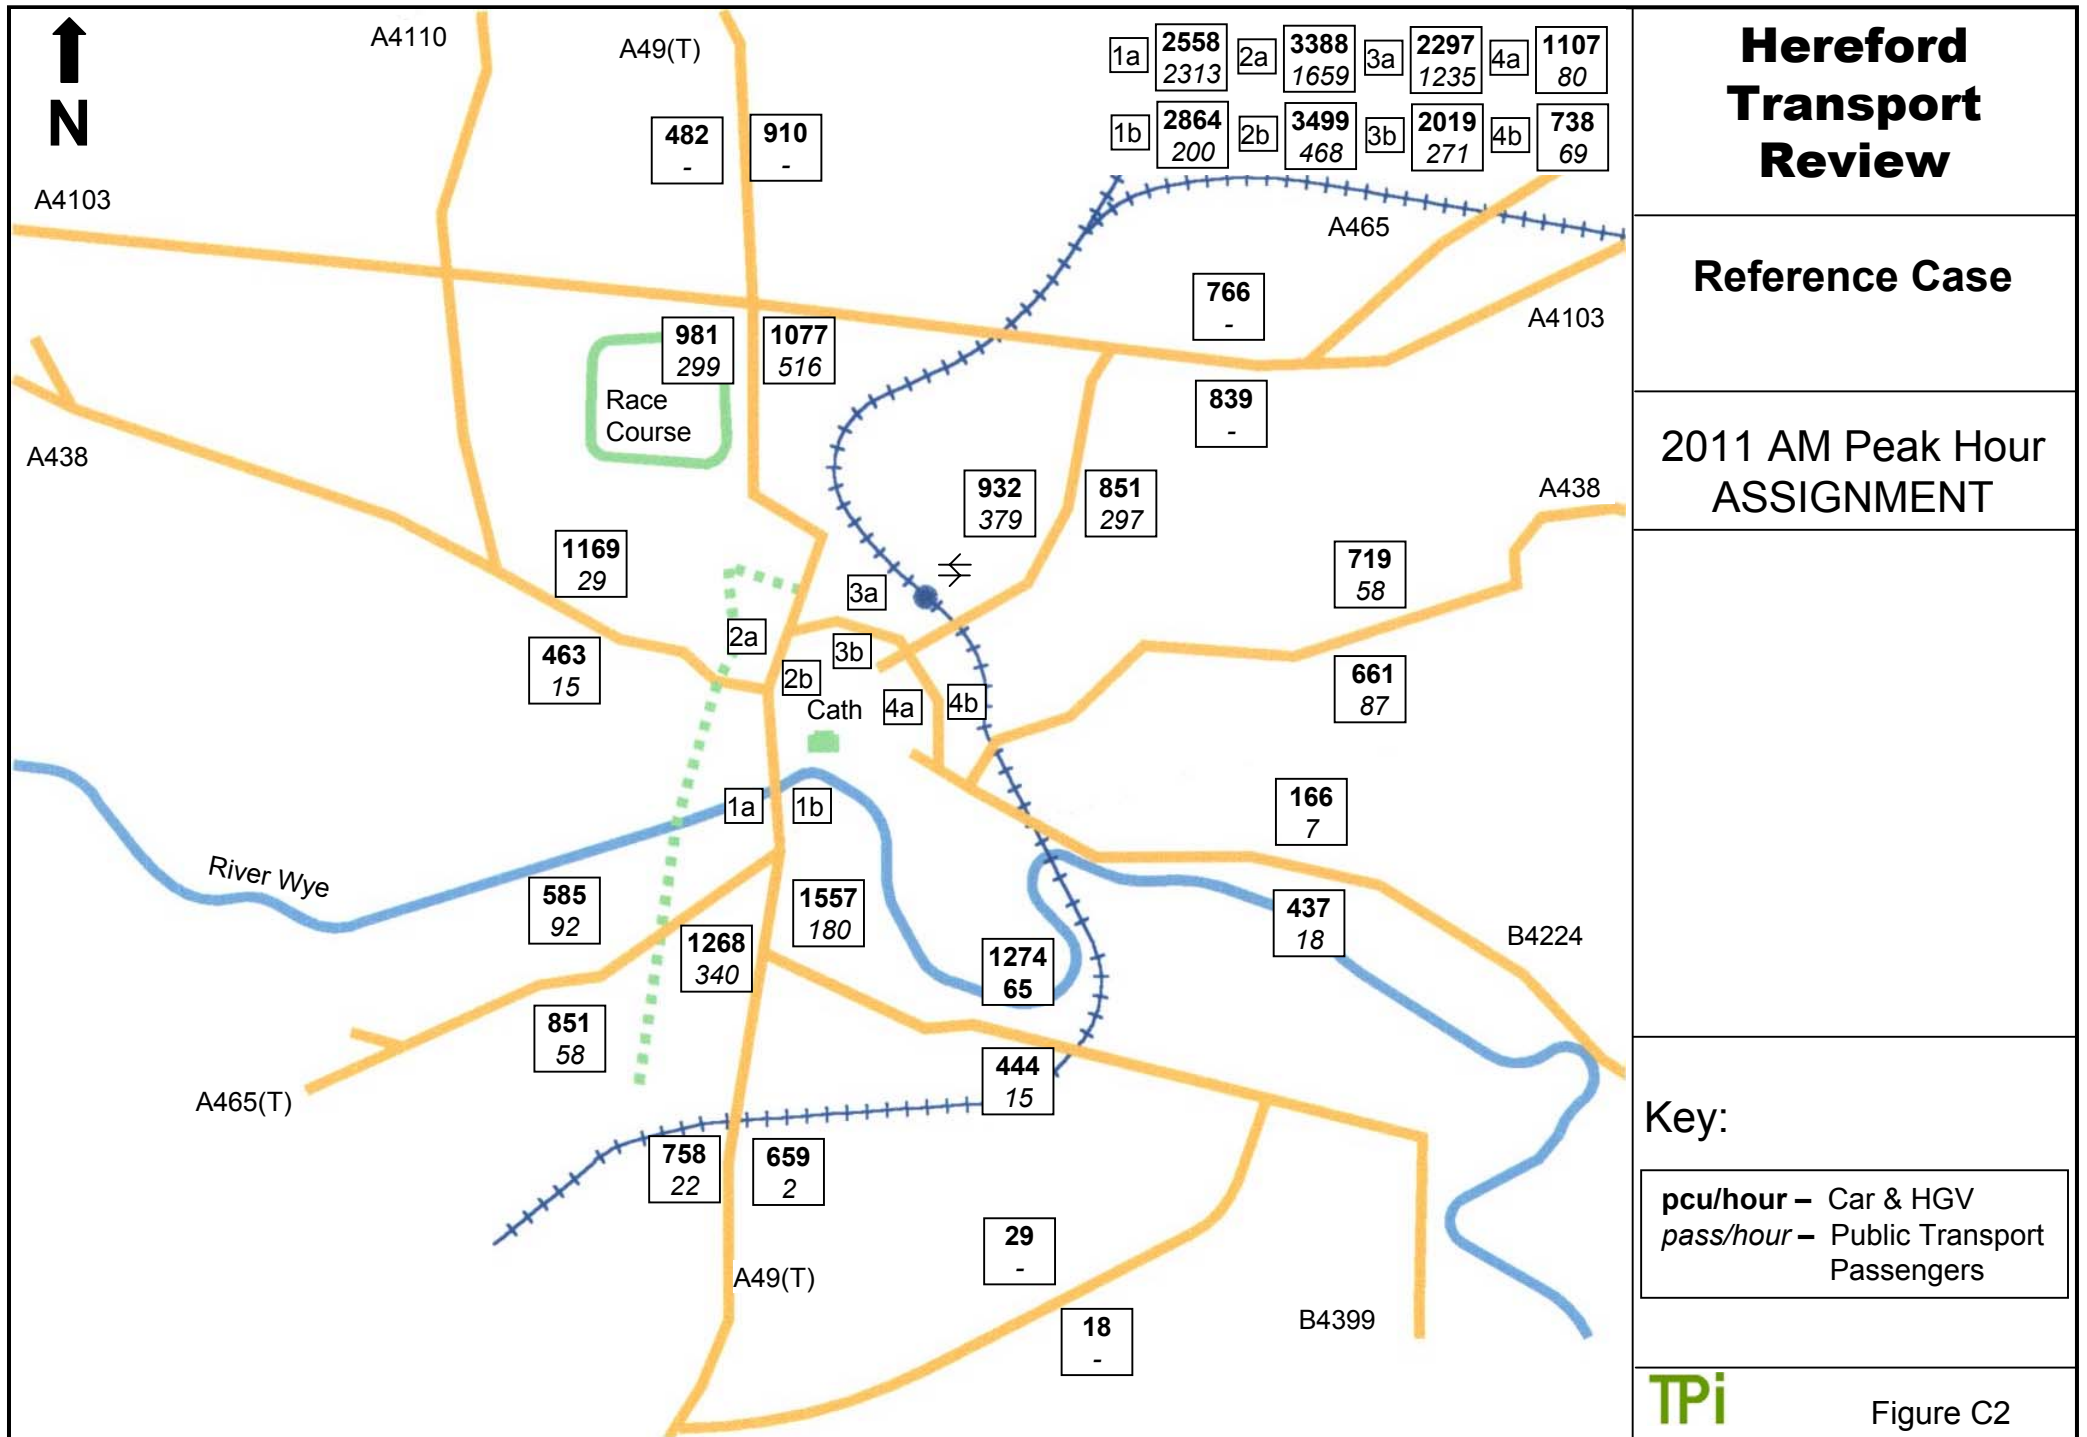 A4110
A49(T)
1a
2558
2313
2a
3388
1659
3a
2297
1235
4a
1107
80
1b
2864
200
2b
3499
468
3b
2019
271
4b
738
69
N
482
-
910
-
A4103
A465
766
-
A4103
981
299
1077
516
Race
Course
839
-
A438
932
379
851
297
A438
1169
29
719
58
3a
2a
3b
463
15
2b
661
87
Cath
4a
4b
1a
1b
166
7
River Wye
585
92
1557
180
437
18
1268
340
1274
65
B4224
851
58
444
15
A465(T)
758
22
659
2
29
-
A49(T)
18
-
B4399
Hereford
Transport
Review
Reference Case
2011 AM Peak Hour
ASSIGNMENT
Key:
pcu/hour – Car & HGV
pass/hour – Public Transport
Passengers
TPi
Figure C2